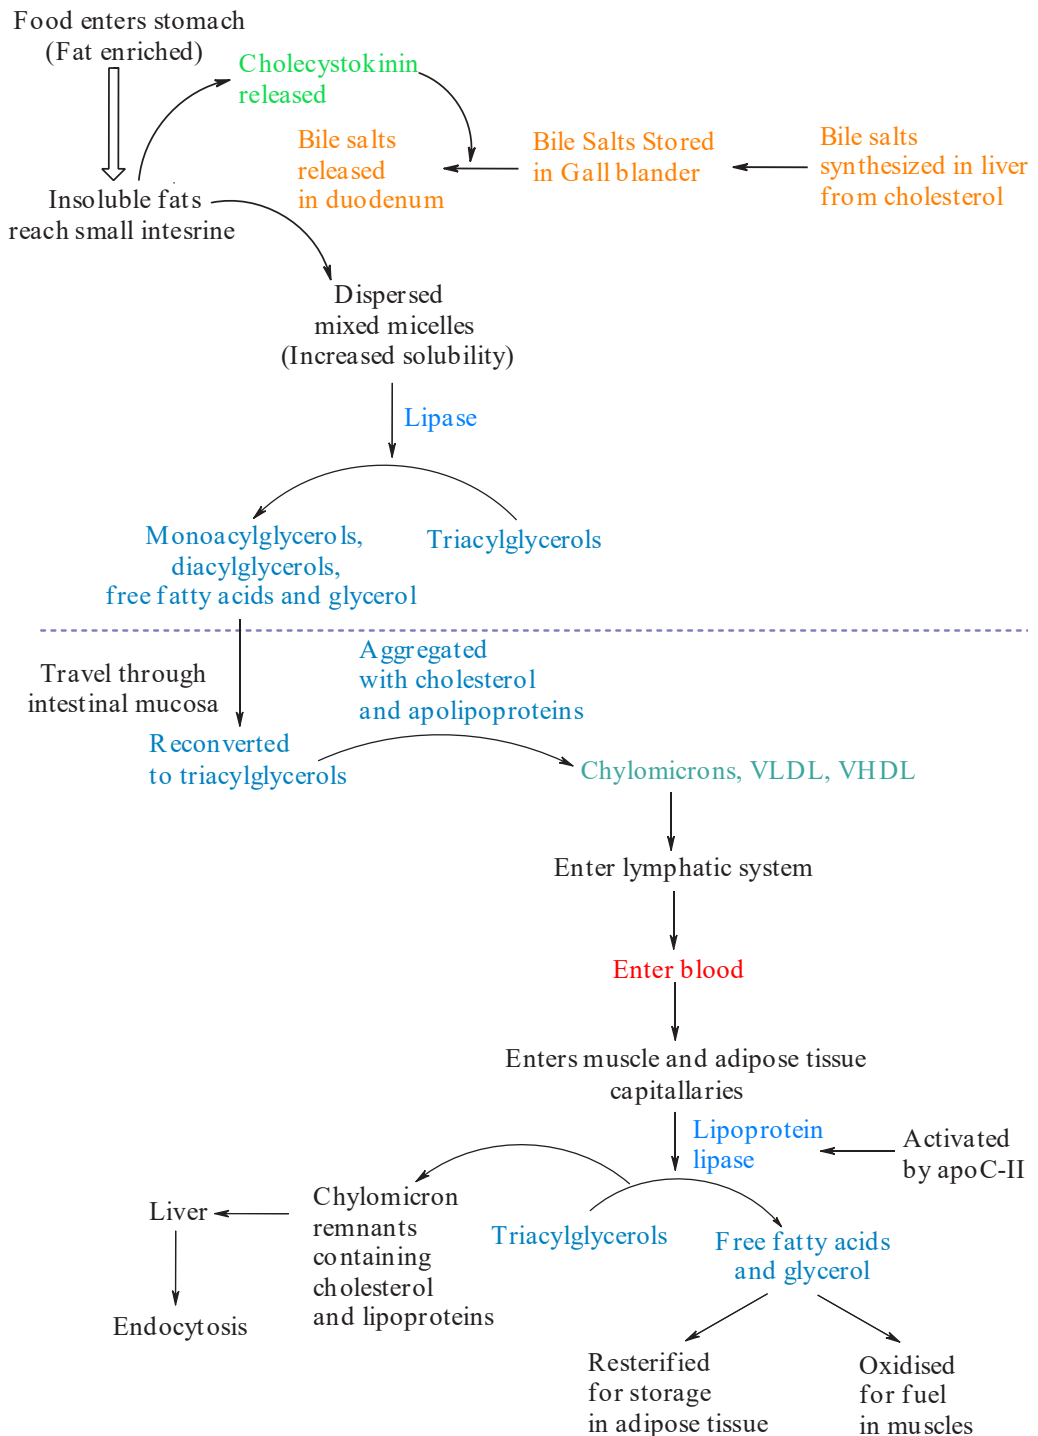 Food enters stomach
(Fat enriched)
Cholecystokinin
released
Bile salts
released
in duodenum
Bile Salts Stored
in Gall blander
Bile salts
synthesized in liver
from cholesterol
Insoluble fats
reach small intesrine
Dispersed
mixed micelles
(Increased solubility)
Lipase
Monoacylglycerols,
diacylglycerols,
free fatty acids and glycerol
Triacylglycerols
Travel through
intestinal mucosa
Aggregated
with cholesterol
and apolipoproteins
Reconverted
to triacylglycerols
Chylomicrons, VLDL, VHDL
Enter lymphatic system
Enter blood
Enters muscle and adipose tissue
capitallaries
Lipoprotein
lipase
Activated
by apoC-II
Liver
Chylomicron
remnants
containing
cholesterol
and lipoproteins
Triacylglycerols
Free fatty acids
and glycerol
Endocytosis
Resterified
for storage
in adipose tissue
Oxidised
for fuel
in muscles